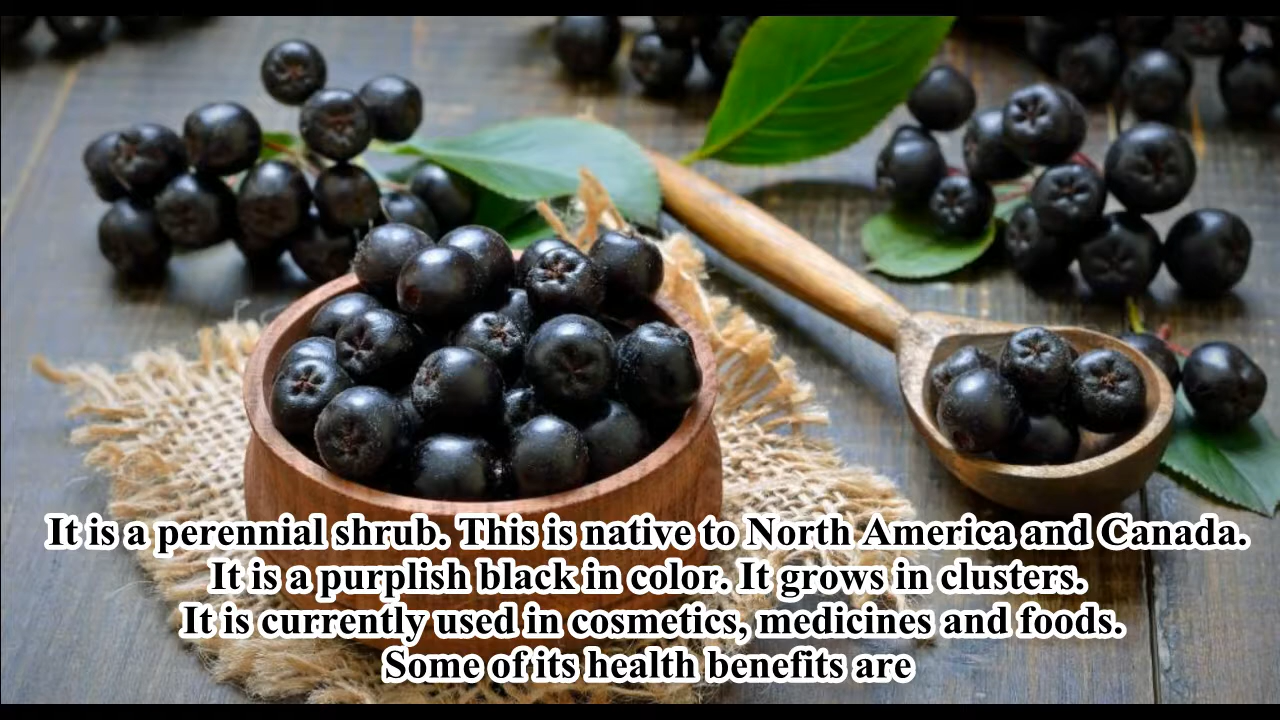 It is a perennial shrub. This is native to North America and Canada.
It is a purplish black in color. It grows in clusters.
It is currently used in cosmetics, medicines and foods.
Some of its health benefits are